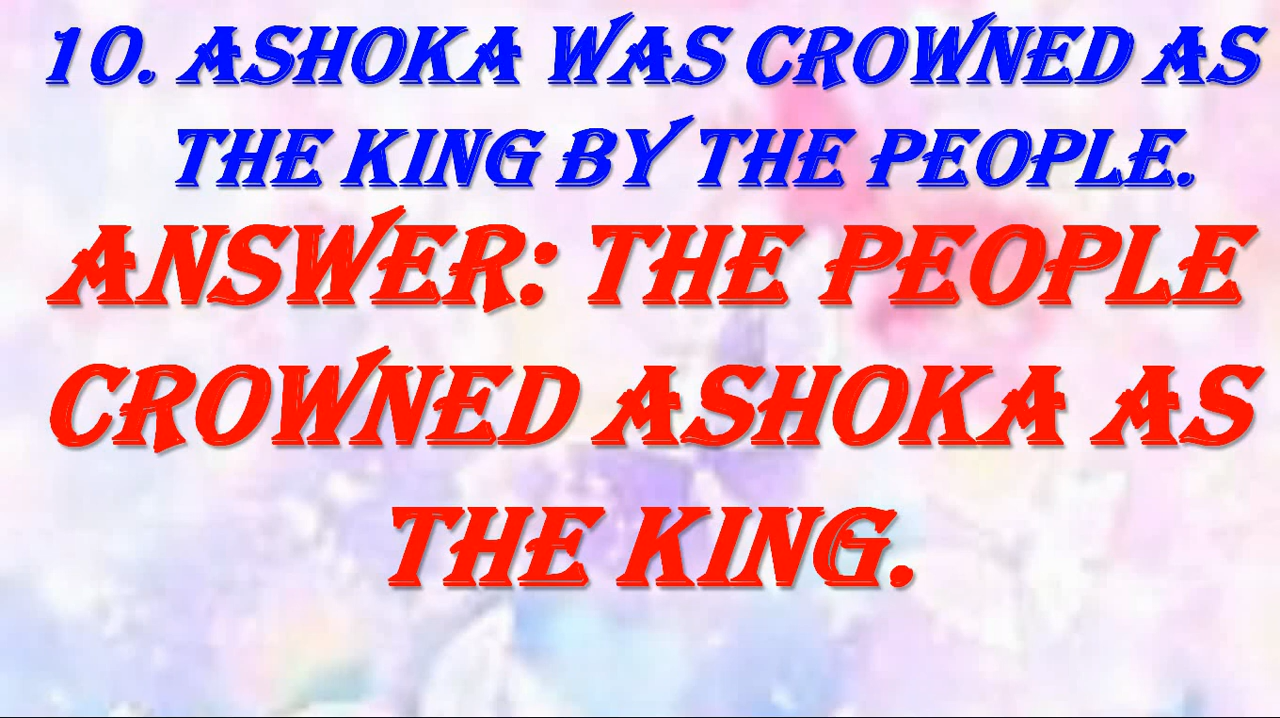 10. ASHOKA WAS CROWNED AS
THE KING BY THE PEOPLE.
ANSWER: THE PEOPLE
CROWNED ASHOKA AS
THE KING.